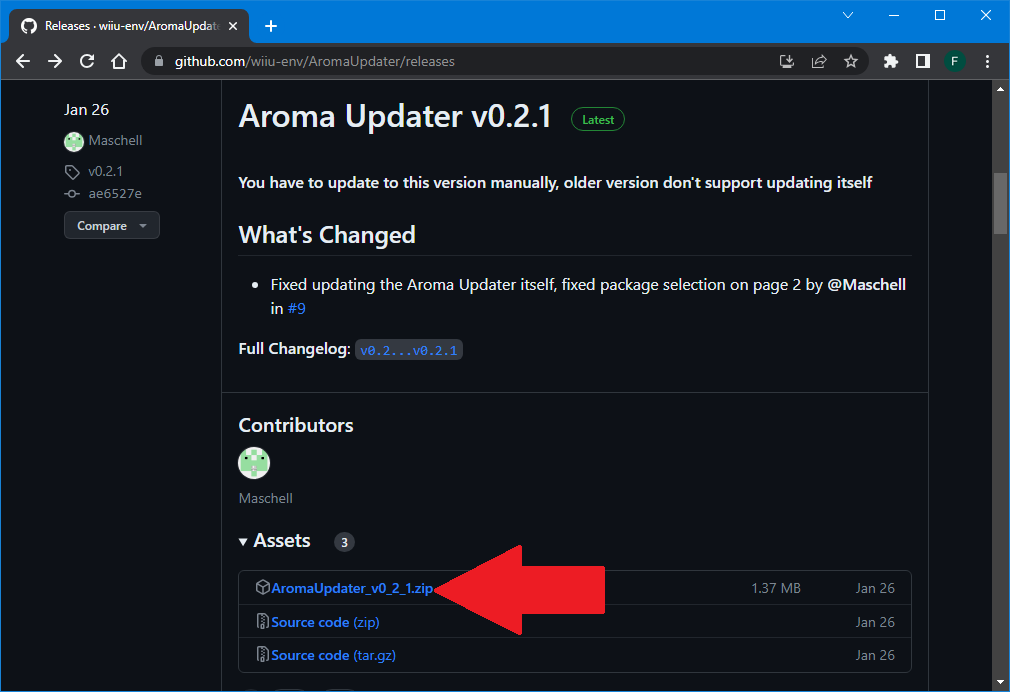 Releases · wiiu-env/AromaUpdat
github.com/wiiu-env/AromaUpdater/releases
F
Jan 26
Maschell
v0.2.1
ae6527e
Compare
Aroma Updater v0.2.1
Latest
You have to update to this version manually, older version don't support updating itself
What's Changed
Fixed updating the Aroma Updater itself, fixed package selection on page 2 by @Maschell
in #9
Full Changelog: v0.2...v0.2.1
Contributors
Maschell
Assets 3
AromaUpdater_v0_2_1.zip 1.37 MB Jan 26
Source code (zip) Jan 26
Source code (tar.gz) Jan 26